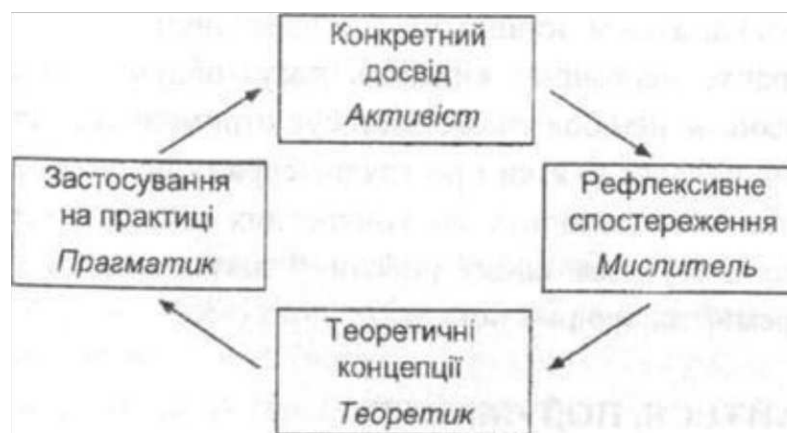 Конкретний
досвід
Активіст
Застосування
на практиці
Прагматик
Рефлексивне
спостереження
Мислитель
Теоретичні
концепції
Теоретик